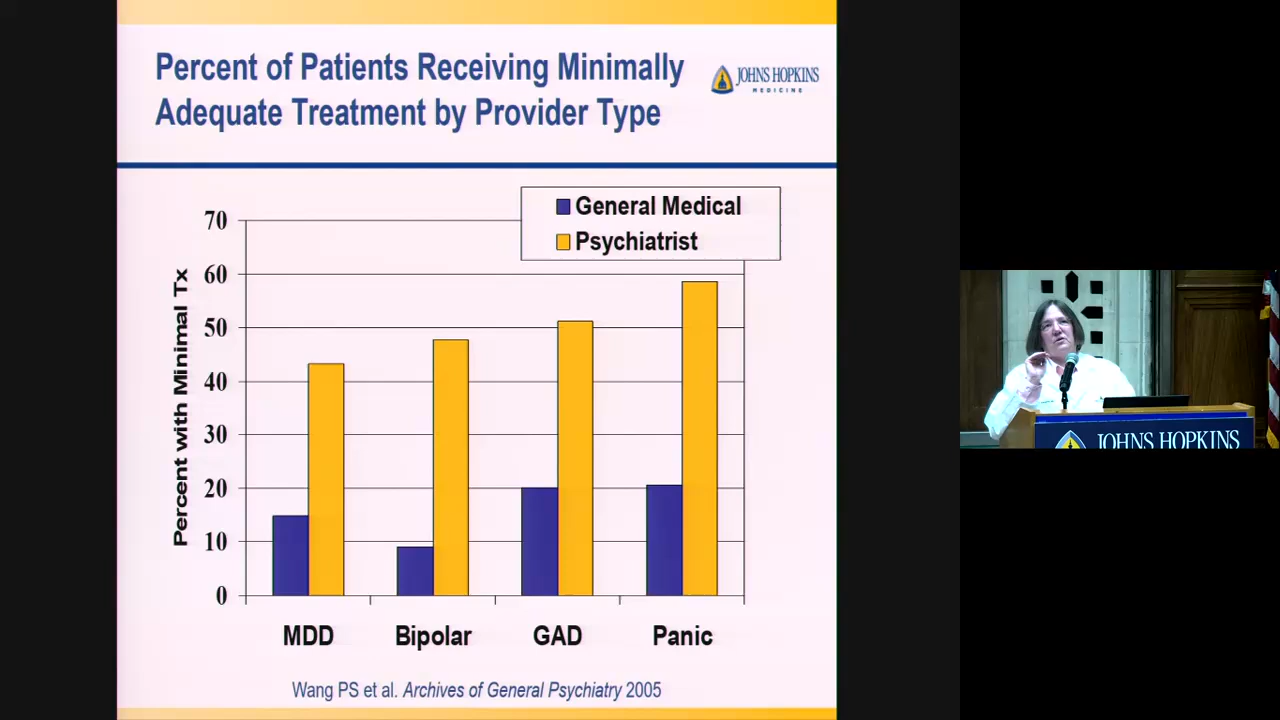 Percent of Patients Receiving Minimally
Adequate Treatment by Provider Type
JOHNS HOPKINS
MEDICINE
General Medical
Psychiatrist
Percent with Minimal Tx
70
60
50
40
30
20
10
0
MDD
Bipolar
GAD
Panic
Wang PS et al. Archives of General Psychiatry 2005
JOHNS HOPKINS